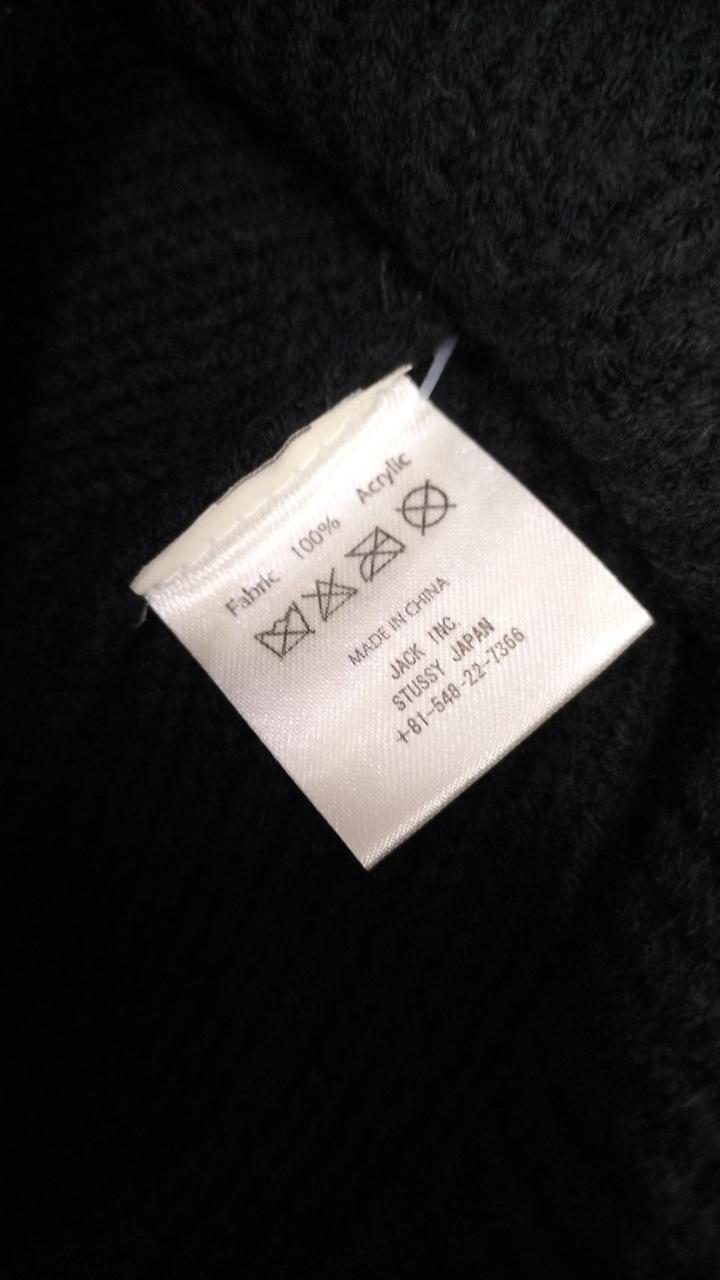 Fabric 100% Acrylic
MADE IN CHINA
JACK INC.
STUSSY JAPAN
+81-548-22-7366